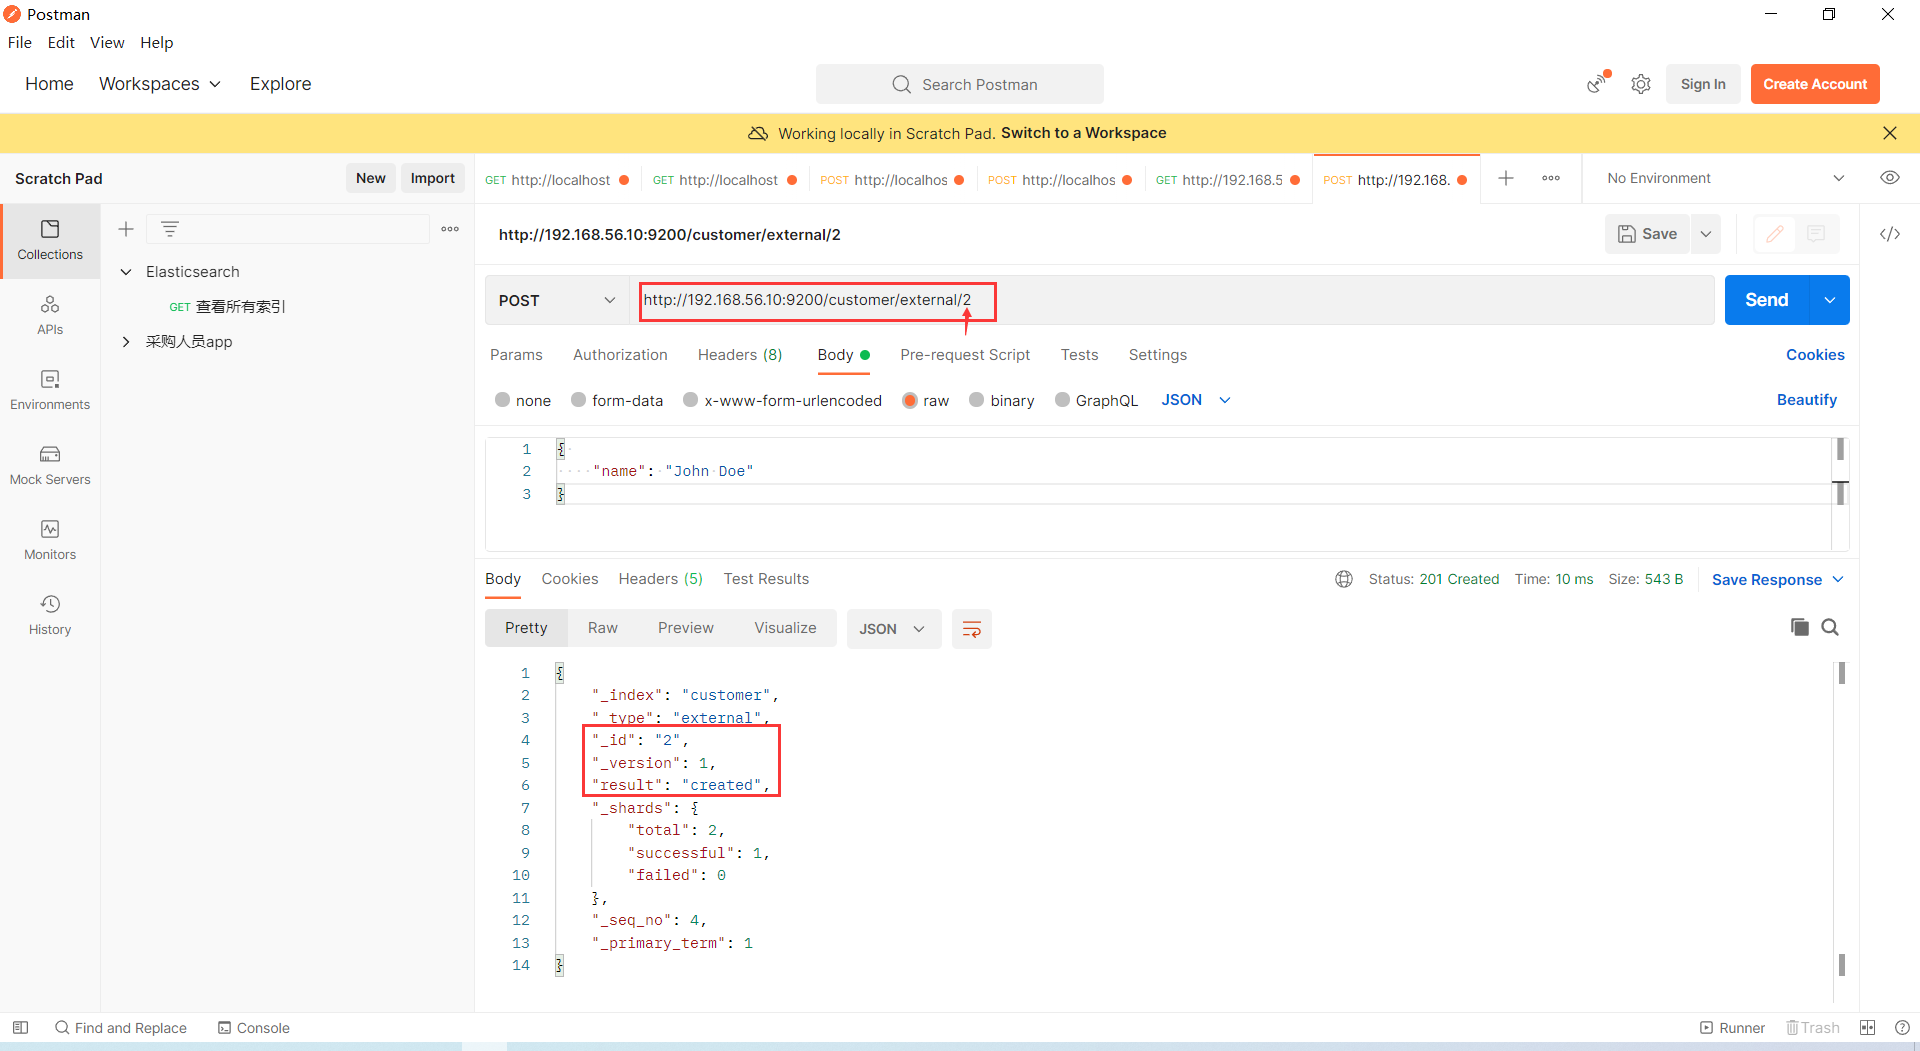 Postman
File Edit View Help
Home Workspaces Explore Search Postman Sign In Create Account
Working locally in Scratch Pad. Switch to a Workspace
Scratch Pad New Import
GET http://localhost GET http://localhost POST http://localhos POST http://localhos GET http://192.168.5 POST http://192.168. No Environment
Collections
APIs
Environments
Mock Servers
Monitors
History
Elasticsearch
GET 查看所有索引
采购人员app
http://192.168.56.10:9200/customer/external/2 Save
POST http://192.168.56.10:9200/customer/external/2 Send
Params Authorization Headers (8) Body Pre-request Script Tests Settings Cookies
none form-data x-www-form-urlencoded raw binary GraphQL JSON Beautify
1 {
2 "name": "John Doe"
3 }
Body Cookies Headers (5) Test Results Status: 201 Created Time: 10 ms Size: 543 B Save Response
Pretty Raw Preview Visualize JSON
1 {
2 "_index": "customer",
3 "_type": "external",
4 "_id": "2",
5 "_version": 1,
6 "result": "created",
7 "_shards": {
8 "total": 2,
9 "successful": 1,
10 "failed": 0
11 },
12 "_seq_no": 4,
13 "_primary_term": 1
14 }
Find and Replace Console Runner Trash